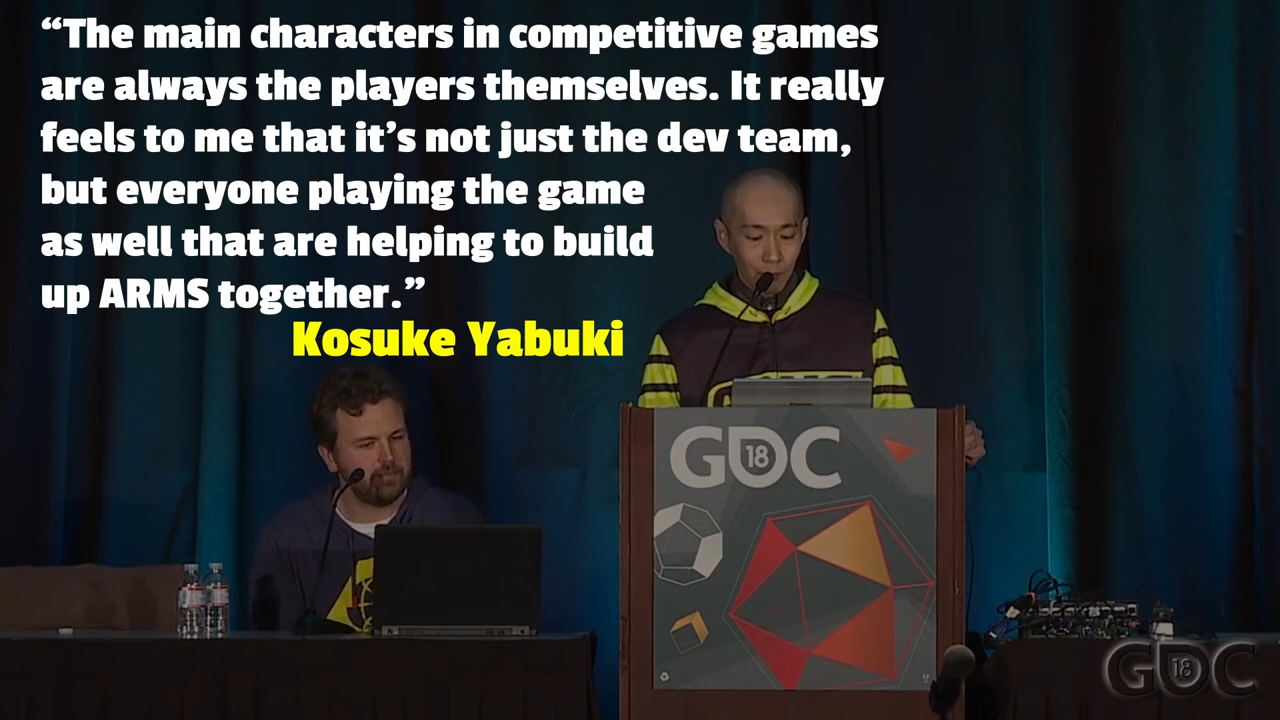 “The main characters in competitive games
are always the players themselves. It really
feels to me that it’s not just the dev team,
but everyone playing the game
as well that are helping to build
up ARMS together.”
Kosuke Yabuki
GDC
18
GDC
18